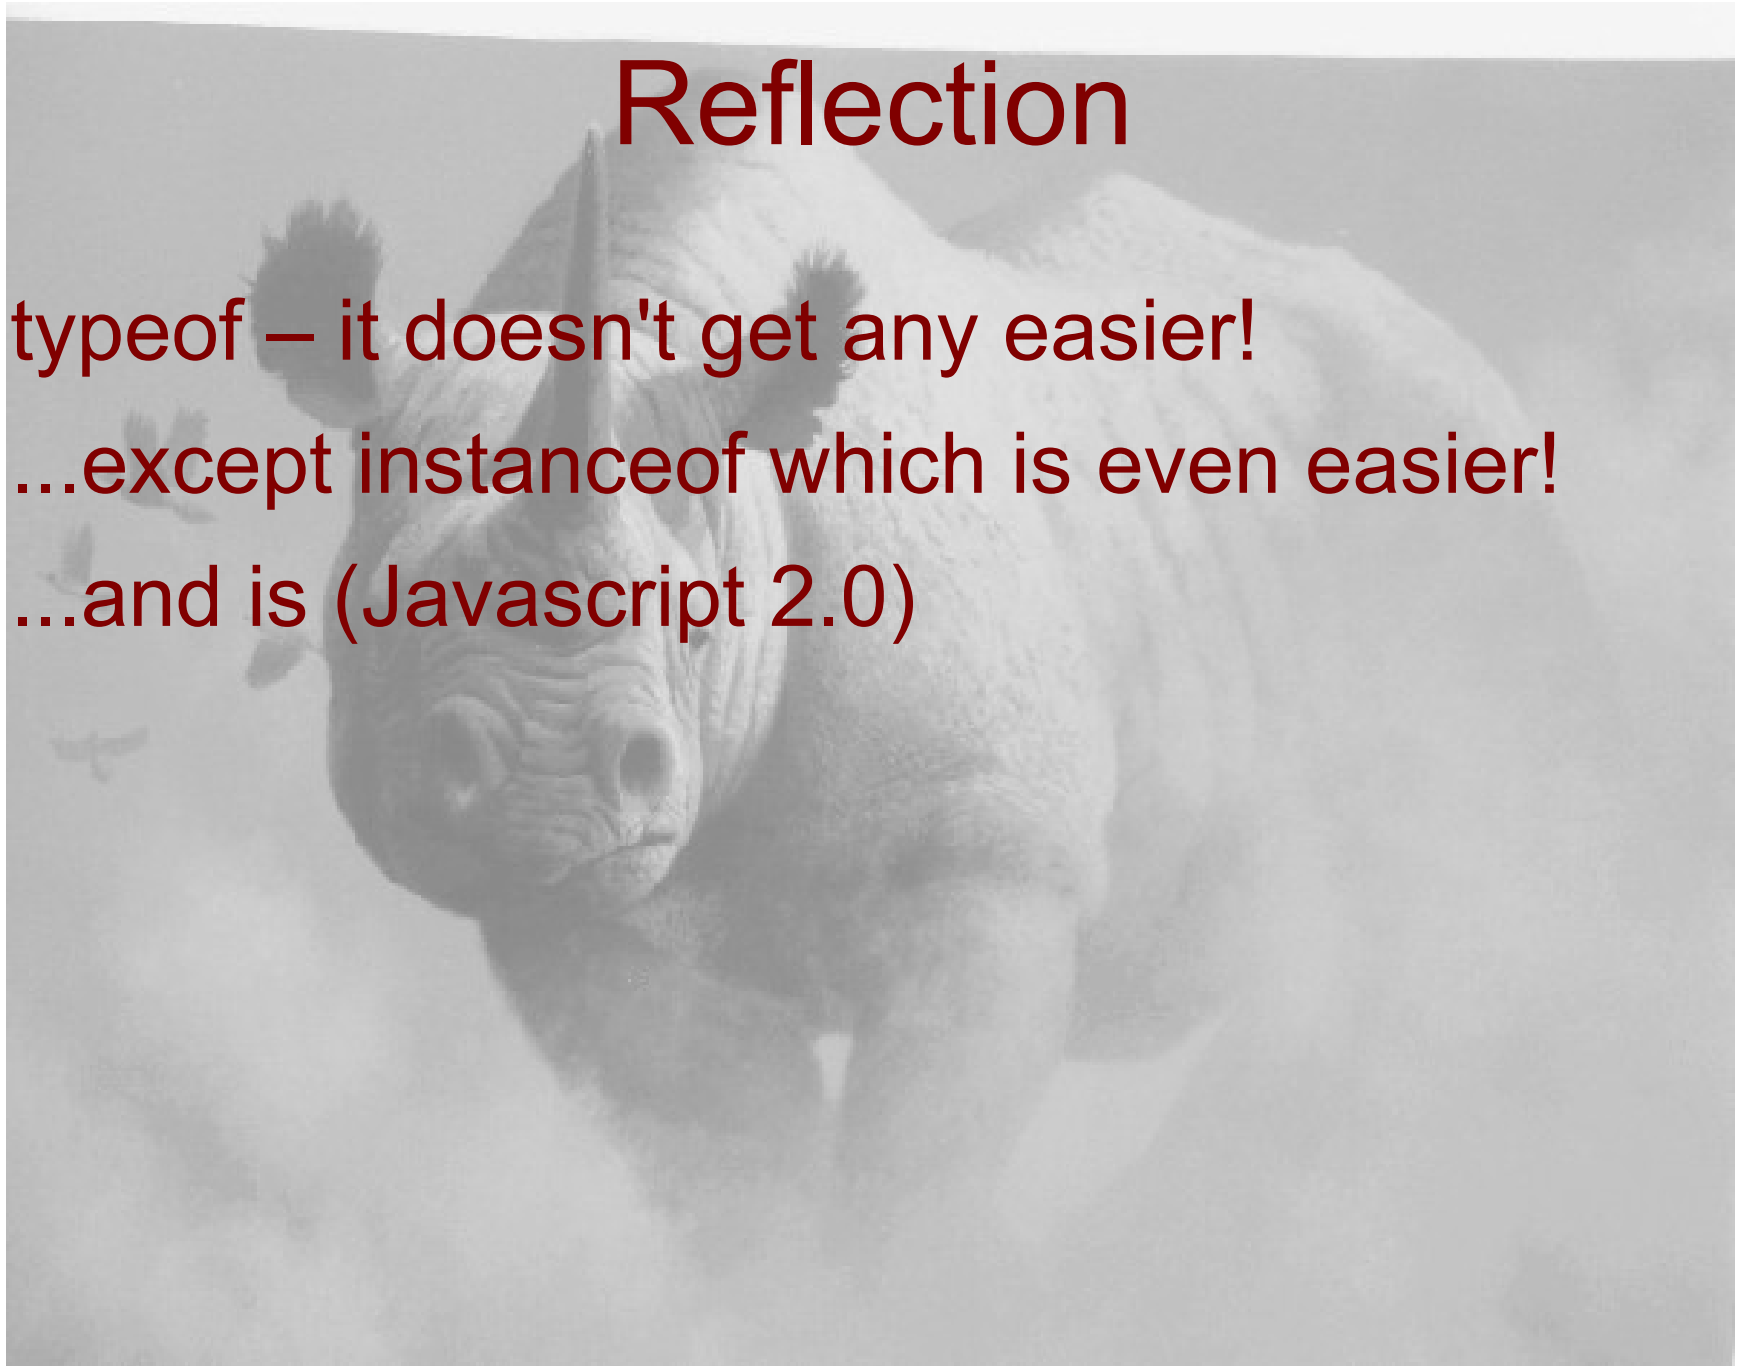 Reflection
typeof – it doesn't get any easier!
...except instanceof which is even easier!
...and is (Javascript 2.0)